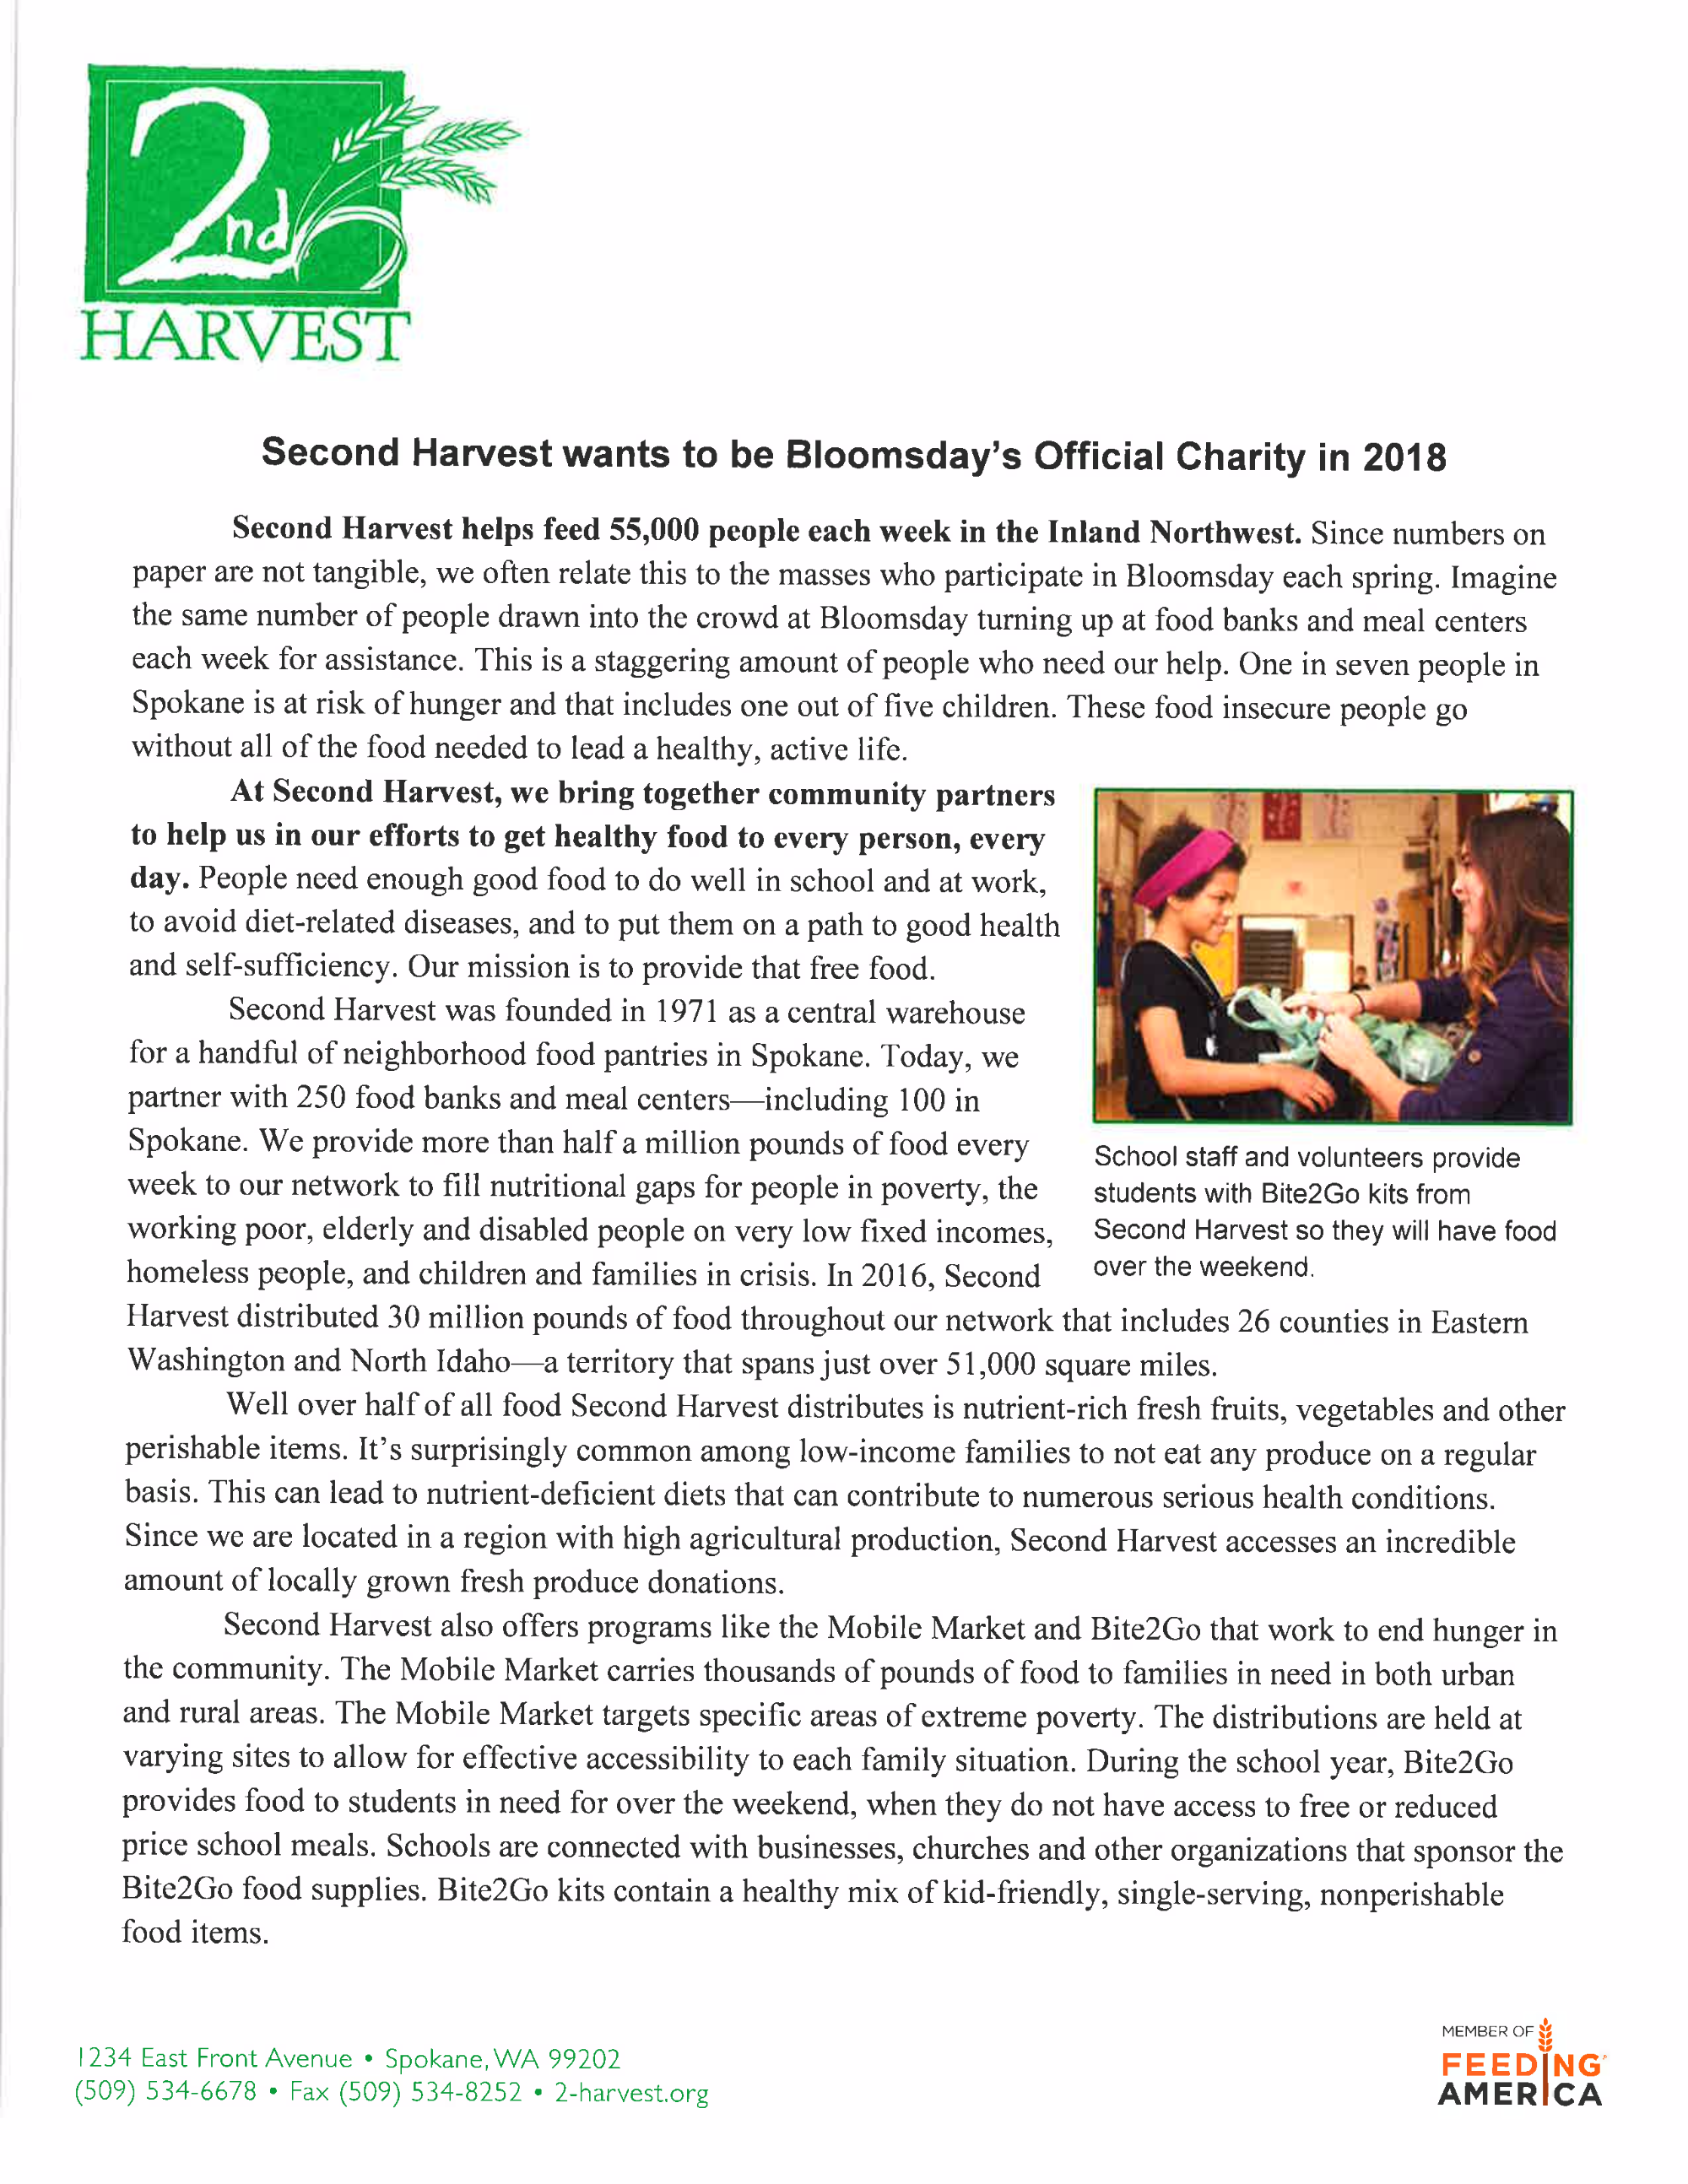 2nd
HARVEST
Second Harvest wants to be Bloomsday's Official Charity in 2018
Second Harvest helps feed 55,000 people each week in the Inland Northwest. Since numbers on
paper are not tangible, we often relate this to the masses who participate in Bloomsday each spring. Imagine
the same number of people drawn into the crowd at Bloomsday turning up at food banks and meal centers
each week for assistance. This is a staggering amount of people who need our help. One in seven people in
Spokane is at risk of hunger and that includes one out of five children. These food insecure people go
without all of the food needed to lead a healthy, active life.
At Second Harvest, we bring together community partners
to help us in our efforts to get healthy food to every person, every
day. People need enough good food to do well in school and at work,
to avoid diet-related diseases, and to put them on a path to good health
and self-sufficiency. Our mission is to provide that free food.
Second Harvest was founded in 1971 as a central warehouse
for a handful of neighborhood food pantries in Spokane. Today, we
partner with 250 food banks and meal centers—including 100 in
Spokane. We provide more than half a million pounds of food every
week to our network to fill nutritional gaps for people in poverty, the
working poor, elderly and disabled people on very low fixed incomes,
homeless people, and children and families in crisis. In 2016, Second
Harvest distributed 30 million pounds of food throughout our network that includes 26 counties in Eastern
Washington and North Idaho—a territory that spans just over 51,000 square miles.
School staff and volunteers provide
students with Bite2Go kits from
Second Harvest so they will have food
over the weekend.
Well over half of all food Second Harvest distributes is nutrient-rich fresh fruits, vegetables and other
perishable items. It's surprisingly common among low-income families to not eat any produce on a regular
basis. This can lead to nutrient-deficient diets that can contribute to numerous serious health conditions.
Since we are located in a region with high agricultural production, Second Harvest accesses an incredible
amount of locally grown fresh produce donations.
Second Harvest also offers programs like the Mobile Market and Bite2Go that work to end hunger in
the community. The Mobile Market carries thousands of pounds of food to families in need in both urban
and rural areas. The Mobile Market targets specific areas of extreme poverty. The distributions are held at
varying sites to allow for effective accessibility to each family situation. During the school year, Bite2Go
provides food to students in need for over the weekend, when they do not have access to free or reduced
price school meals. Schools are connected with businesses, churches and other organizations that sponsor the
Bite2Go food supplies. Bite2Go kits contain a healthy mix of kid-friendly, single-serving, nonperishable
food items.
1234 East Front Avenue • Spokane, WA 99202
(509) 534-6678 • Fax (509) 534-8252 • 2-harvest.org
MEMBER OF
FEEDING
AMERICA